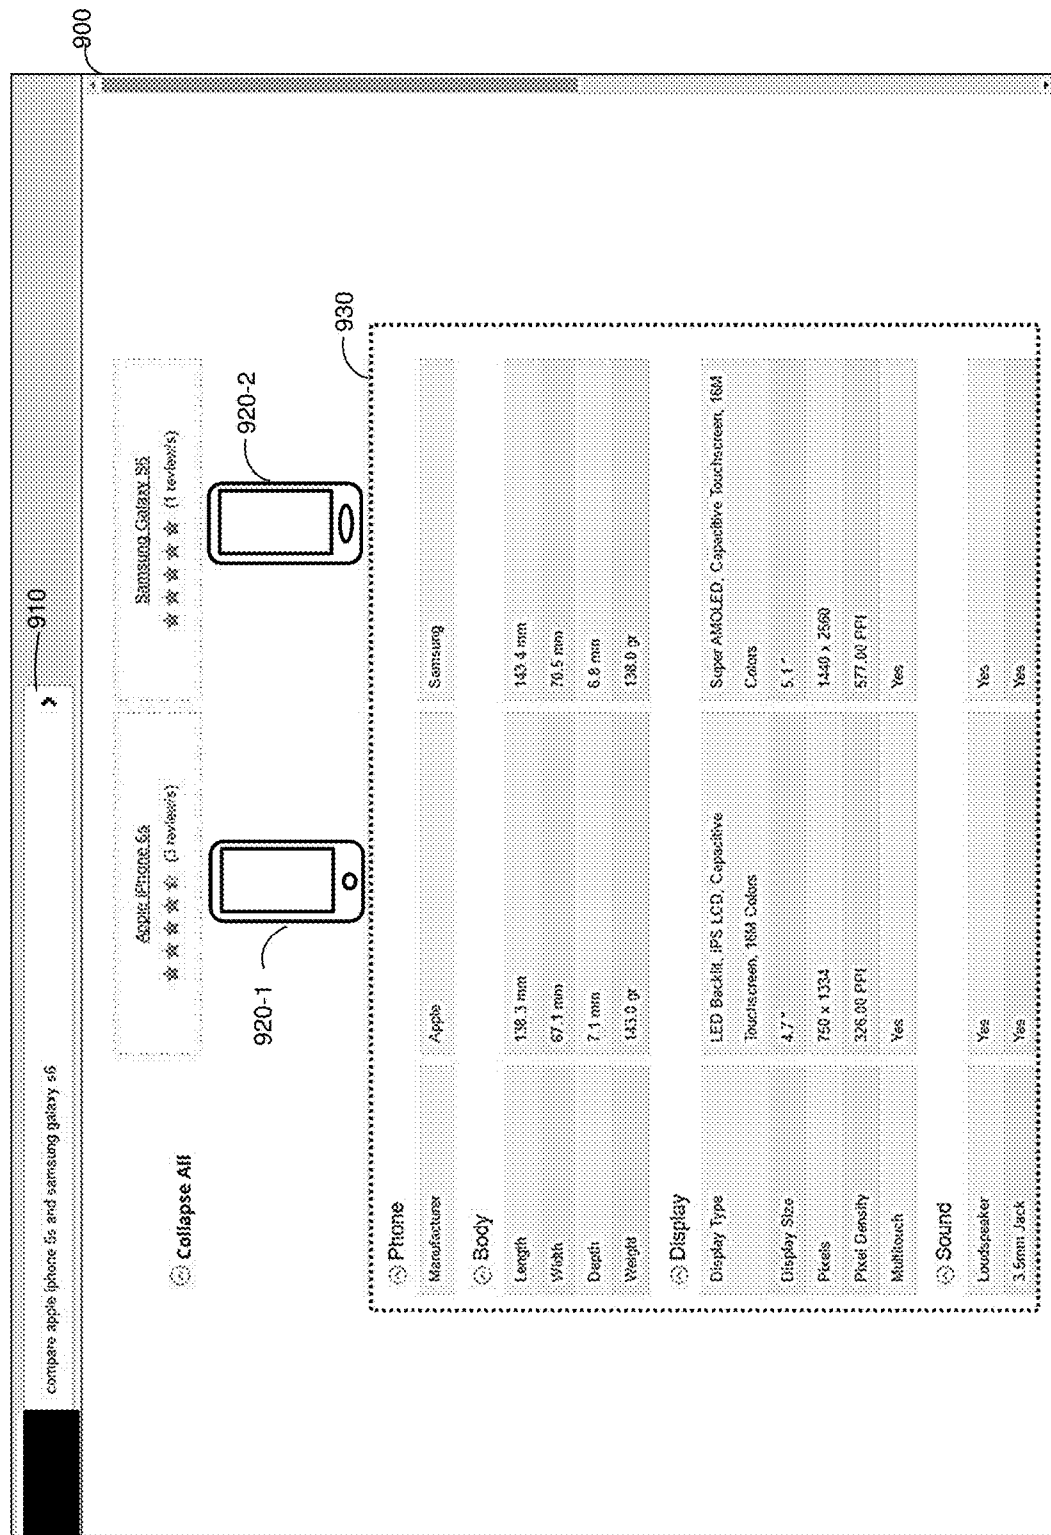 900
compare apple iphone 6s and samsung galaxy s6
910
Apple iPhone 6s
Samsung Galaxy S6
(3 review/s)
(1 review/s)
Collapse All
920-1
920-2
930
Phone
Manufacturer Apple Samsung
Body
Length 138.3 mm 143.4 mm
Width 67.1 mm 70.5 mm
Depth 7.1 mm 6.8 mm
Weight 143.0 gr 138.0 gr
Display
Display Type LED Backlit, IPS LCD, Capacitive Super AMOLED, Capacitive Touchscreen, 16M
Touchscreen, 16M Colors Colors
Display Size 4.7 " 5.1 "
Pixels 750 x 1334 1440 x 2560
Pixel Density 326.00 PPI 577.00 PPI
Multitouch Yes Yes
Sound
Loudspeaker Yes Yes
3.5mm Jack Yes Yes